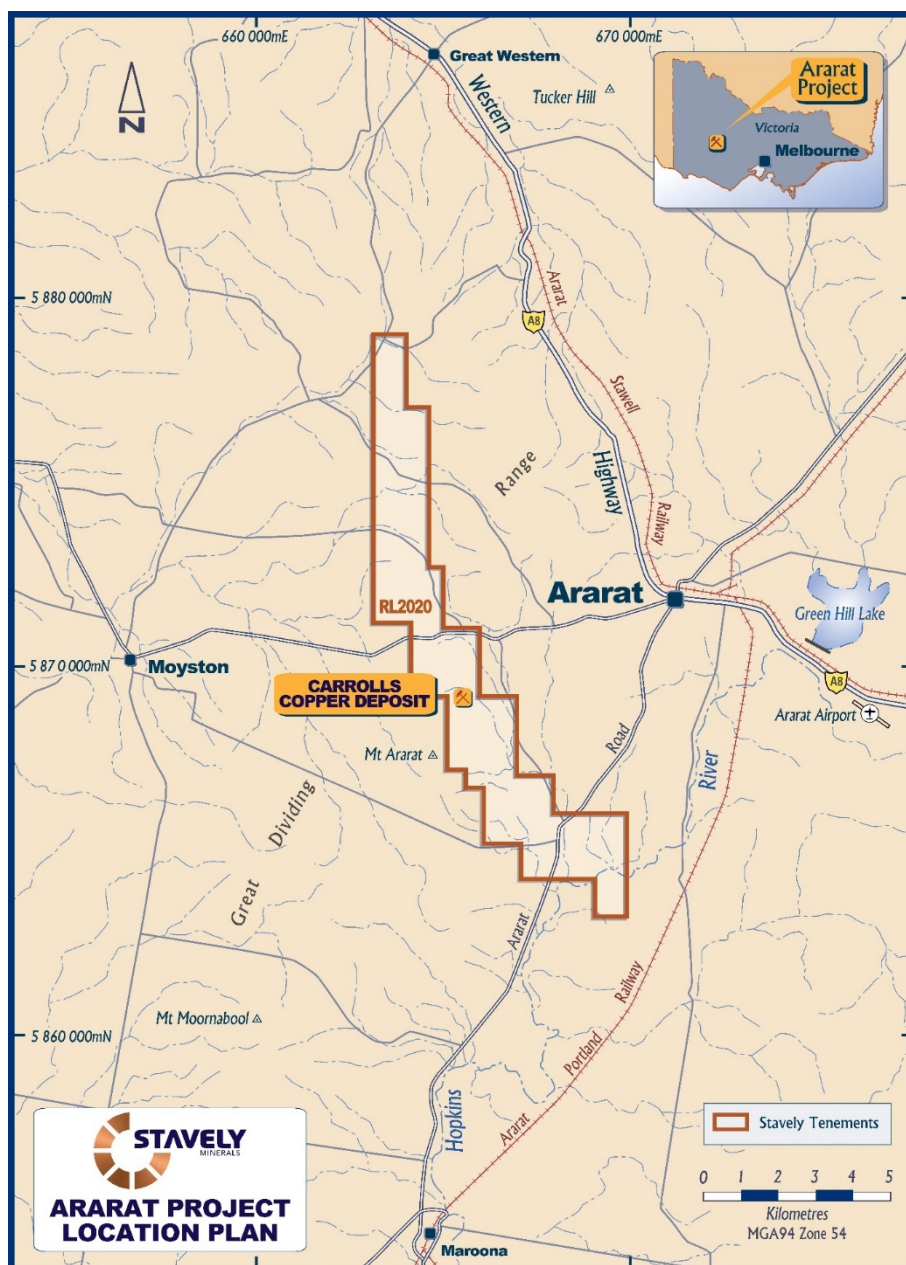 660 000mE
670 000mE
Great Western
Western
Tucker Hill
Ararat
Project
Victoria
Melbourne
N
5 880 000mN
A8
Ararat
Stawell
Railway
Highway
Range
RL2020
Ararat
Green Hill Lake
5 870 000mN
Moyston
CARROLLS
COPPER DEPOSIT
A8
Ararat Airport
Mt Ararat
Road
River
Great Dividing
Ararat
Mt Moornabool
5 860 000mN
Hopkins
Ararat Portland Railway
Maroona
STAVELY
MINERALS
ARARAT PROJECT
LOCATION PLAN
Stavely Tenements
0 1 2 3 4 5
Kilometres
MGA94 Zone 54